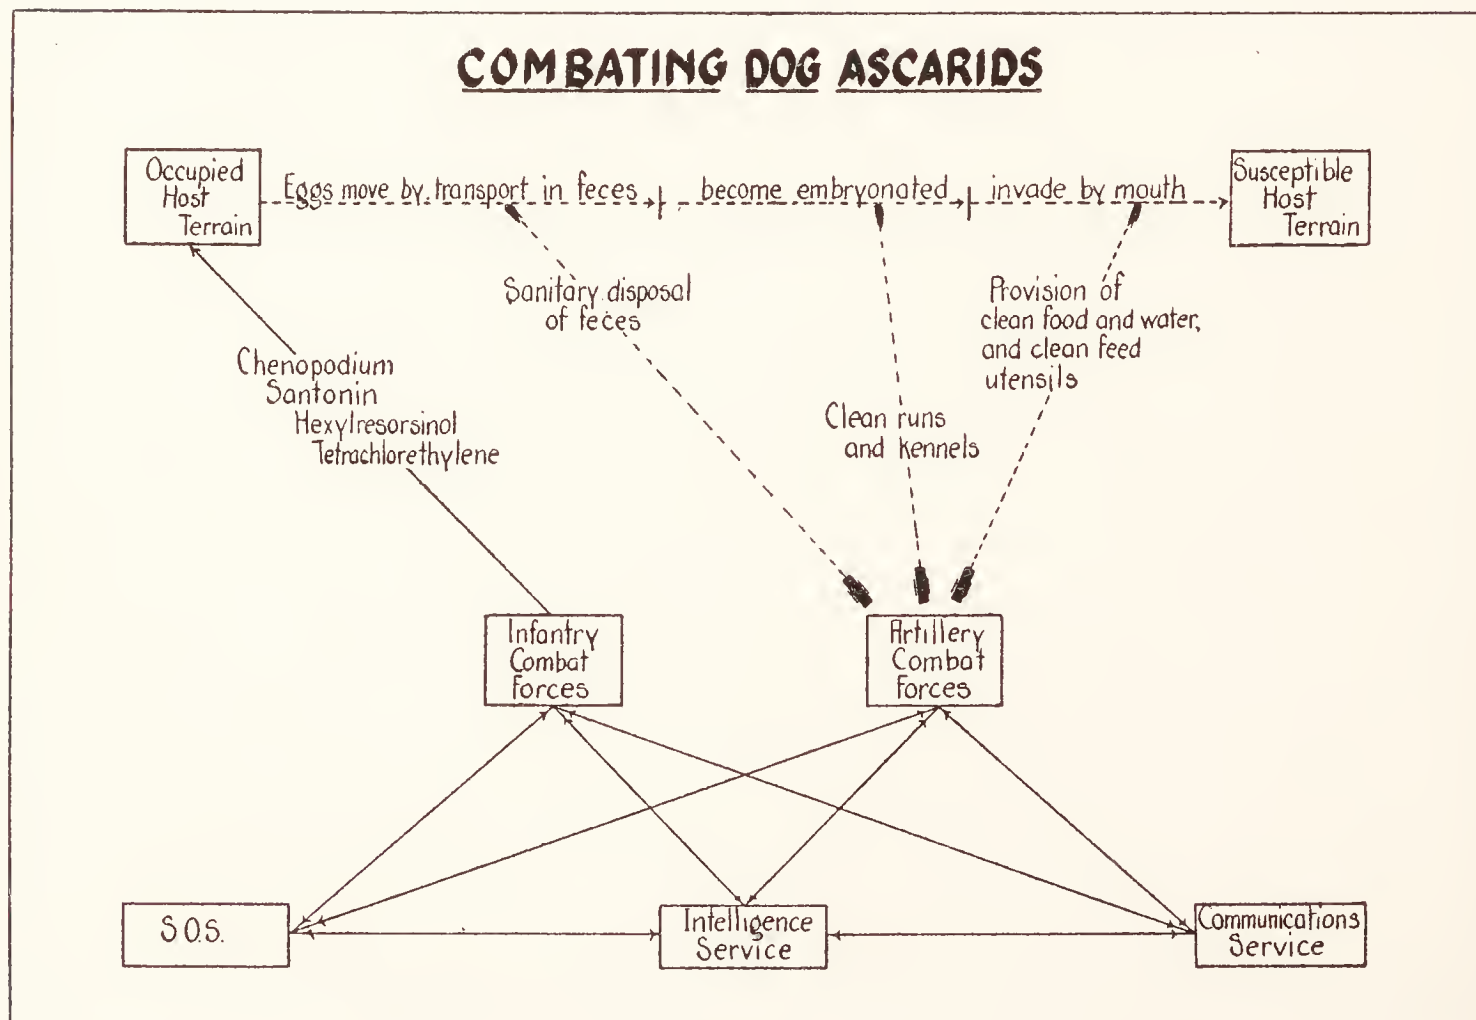 COMBATING DOG ASCARIDS
Occupied
Host
Terrain
Eggs move by transport in feces
become embryonated
invade by mouth
Susceptible
Host
Terrain
Sanitary disposal
of feces
Provision of
clean food and water,
and clean feed
utensils
Chenopodium
Santonin
Hexylresorsinol
Tetrachlorethylene
Clean runs
and kennels
Infantry
Combat
Forces
Artillery
Combat
Forces
S.O.S.
Intelligence
Service
Communications
Service